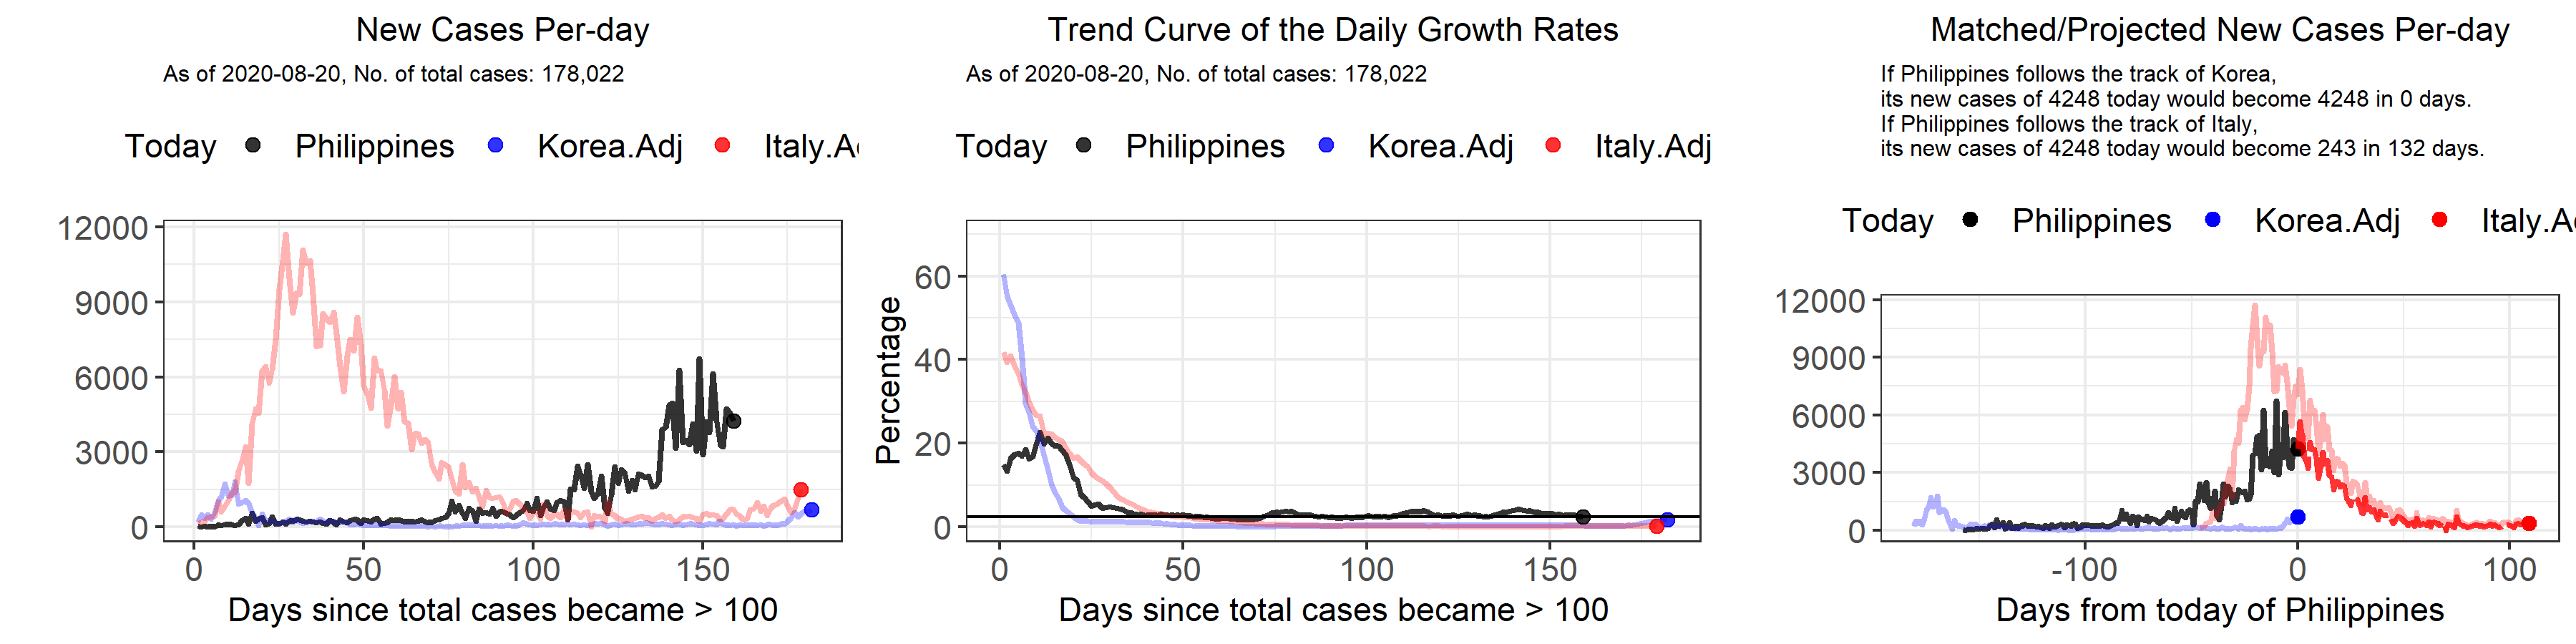 New Cases Per-day
As of 2020-08-20, No. of total cases: 178,022
Today Philippines Korea.Adj Italy.A
12000
9000
6000
3000
0
0 50 100 150
Days since total cases became > 100
Trend Curve of the Daily Growth Rates
As of 2020-08-20, No. of total cases: 178,022
Today Philippines Korea.Adj Italy.Adj
Percentage
60
40
20
0
0 50 100 150
Days since total cases became > 100
Matched/Projected New Cases Per-day
If Philippines follows the track of Korea,
its new cases of 4248 today would become 4248 in 0 days.
If Philippines follows the track of Italy,
its new cases of 4248 today would become 243 in 132 days.
Today Philippines Korea.Adj Italy.A
12000
9000
6000
3000
0
-100 0 100
Days from today of Philippines